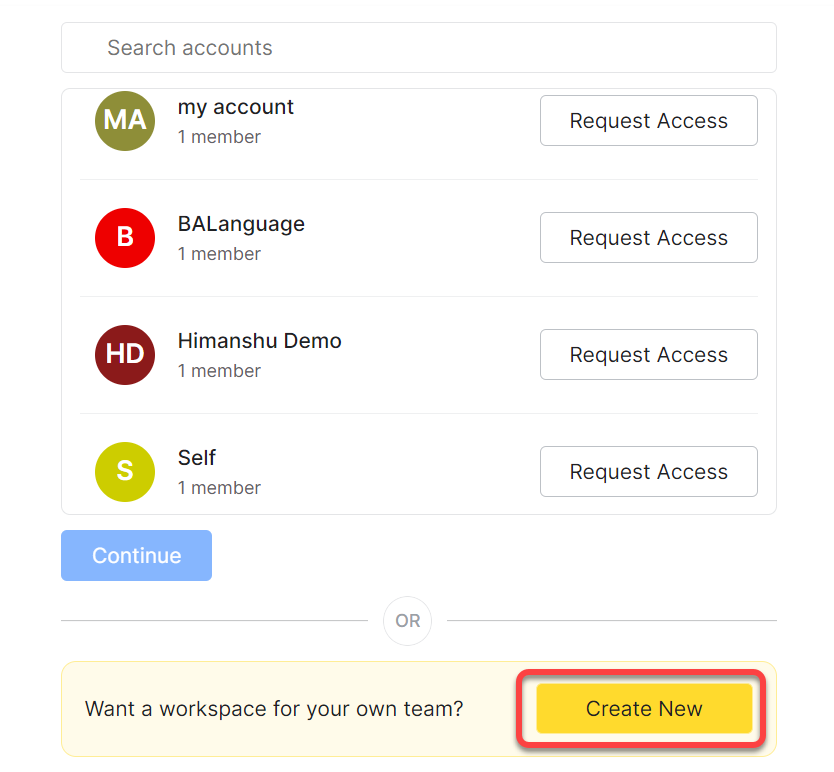 Search accounts
MA
my account
1 member
Request Access
B
BALanguage
1 member
Request Access
HD
Himanshu Demo
1 member
Request Access
S
Self
1 member
Request Access
Continue
OR
Want a workspace for your own team?
Create New